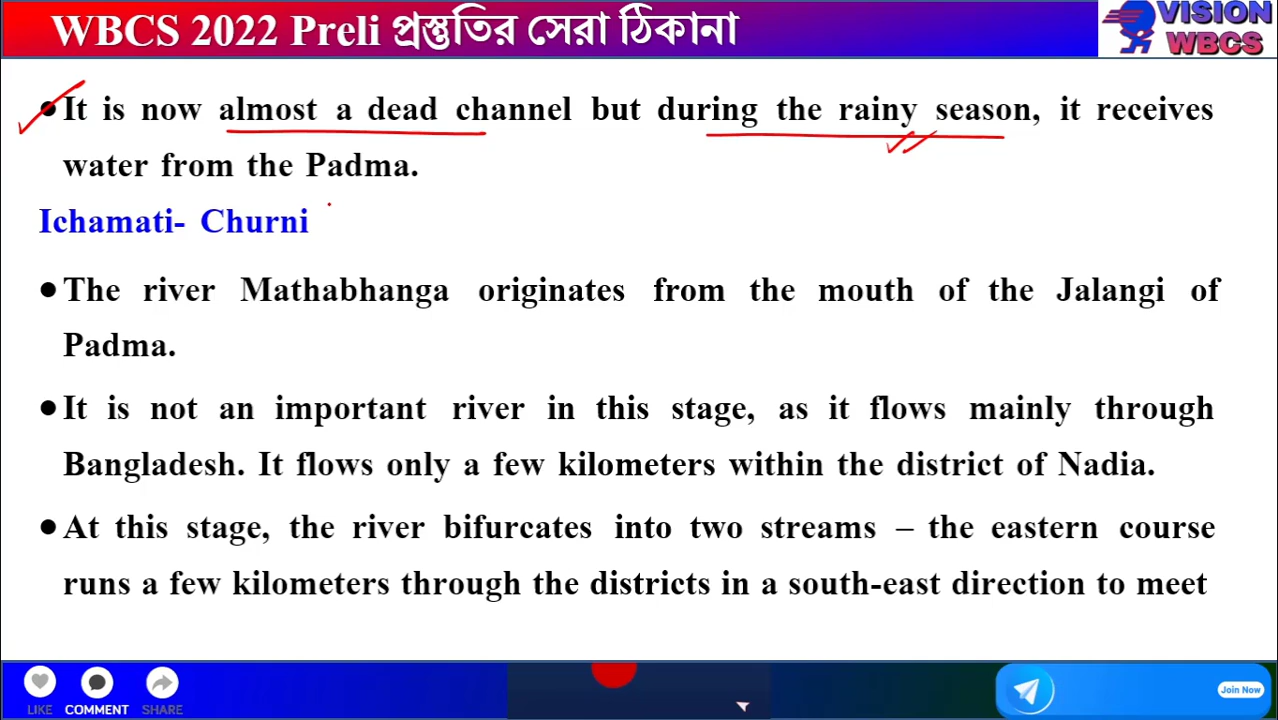 WBCS 2022 Preli প্রস্তুতির সেরা ঠিকানা
VISION
WBCS
●It is now almost a dead channel but during the rainy season, it receives
water from the Padma.
Ichamati- Churni
●The river Mathabhanga originates from the mouth of the Jalangi of
Padma.
●It is not an important river in this stage, as it flows mainly through
Bangladesh. It flows only a few kilometers within the district of Nadia.
●At this stage, the river bifurcates into two streams – the eastern course
runs a few kilometers through the districts in a south-east direction to meet
LIKE COMMENT SHARE
Join Now